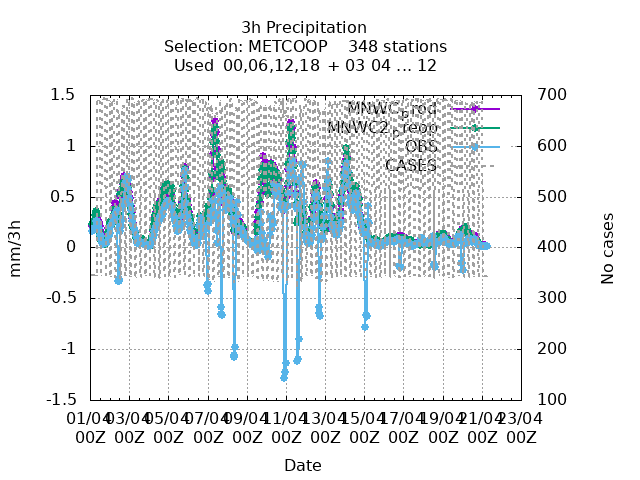 3h Precipitation
Selection: METCOOP    348 stations
Used  00,06,12,18  + 03 04 ... 12
mm/3h
No cases
MNWC_prod
MNWC2_preop
OBS
CASES
1.5 700
1 600
0.5 500
0 400
-0.5 300
-1 200
-1.5 100
01/04 03/04 05/04 07/04 09/04 11/04 13/04 15/04 17/04 19/04 21/04 23/04
00Z 00Z 00Z 00Z 00Z 00Z 00Z 00Z 00Z 00Z 00Z 00Z
Date